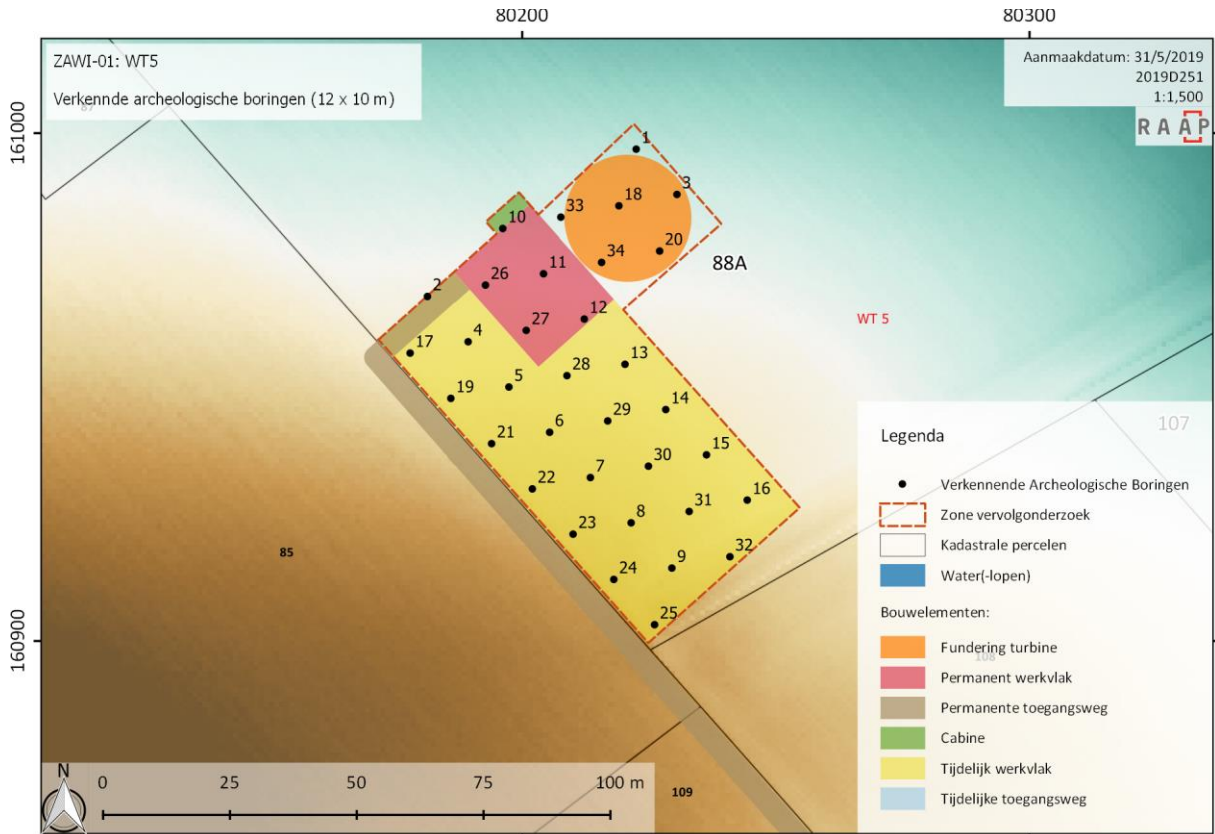 80200
80300
ZAWI-01: WT5
Verkennde archeologische boringen (12 x 10 m)
87
Aanmaakdatum: 31/5/2019
2019D251
1:1,500
RAAP
161000
1
3
18
33
10
20
34
88A
11
26
2
WT 5
12
27
4
17
13
28
5
19
14
29
6
21
107
15
30
7
22
16
31
8
23
32
9
24
25
85
160900
108
109
Legenda
Verkennende Archeologische Boringen
Zone vervolgonderzoek
Kadastrale percelen
Water(-lopen)
Bouwelementen:
Fundering turbine
Permanent werkvlak
Permanente toegangsweg
Cabine
Tijdelijk werkvlak
Tijdelijke toegangsweg
N
0 25 50 75 100 m